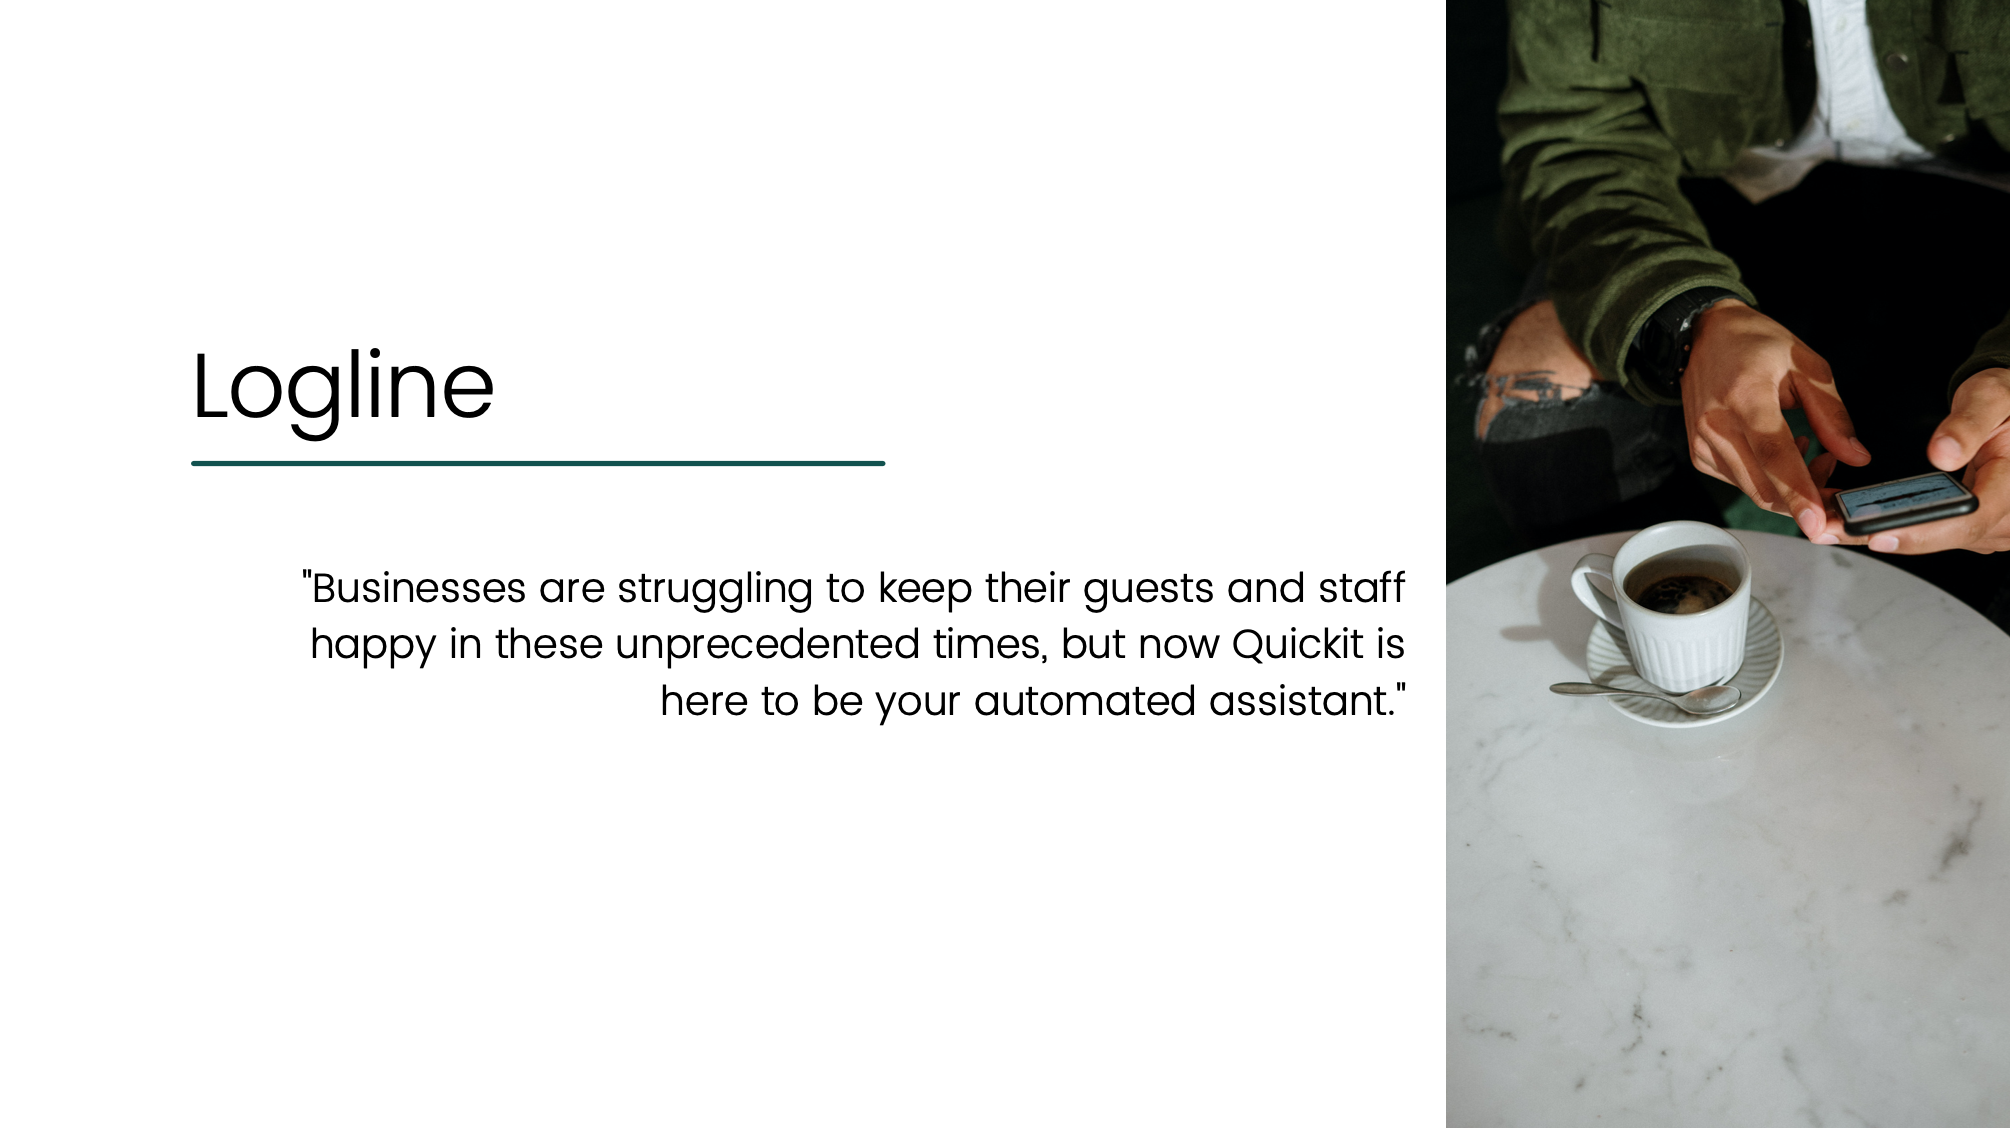 Logline
"Businesses are struggling to keep their guests and staff
happy in these unprecedented times, but now Quickit is
here to be your automated assistant."